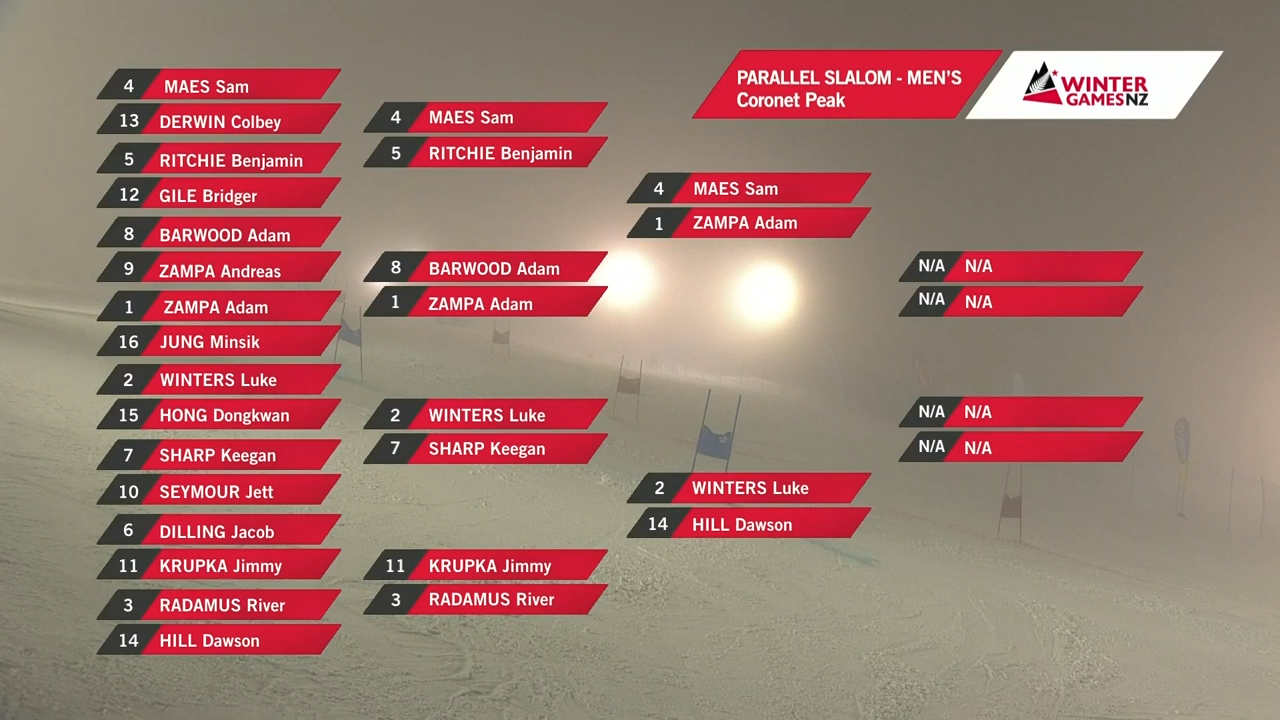 PARALLEL SLALOM - MEN'S
Coronet Peak
WINTER
GAMESNZ
4 MAES Sam
13 DERWIN Colbey
5 RITCHIE Benjamin
12 GILE Bridger
8 BARWOOD Adam
9 ZAMPA Andreas
1 ZAMPA Adam
16 JUNG Minsik
2 WINTERS Luke
15 HONG Dongkwan
7 SHARP Keegan
10 SEYMOUR Jett
6 DILLING Jacob
11 KRUPKA Jimmy
3 RADAMUS River
14 HILL Dawson
4 MAES Sam
5 RITCHIE Benjamin
8 BARWOOD Adam
1 ZAMPA Adam
2 WINTERS Luke
7 SHARP Keegan
11 KRUPKA Jimmy
3 RADAMUS River
4 MAES Sam
1 ZAMPA Adam
2 WINTERS Luke
14 HILL Dawson
N/A N/A
N/A N/A
N/A N/A
N/A N/A